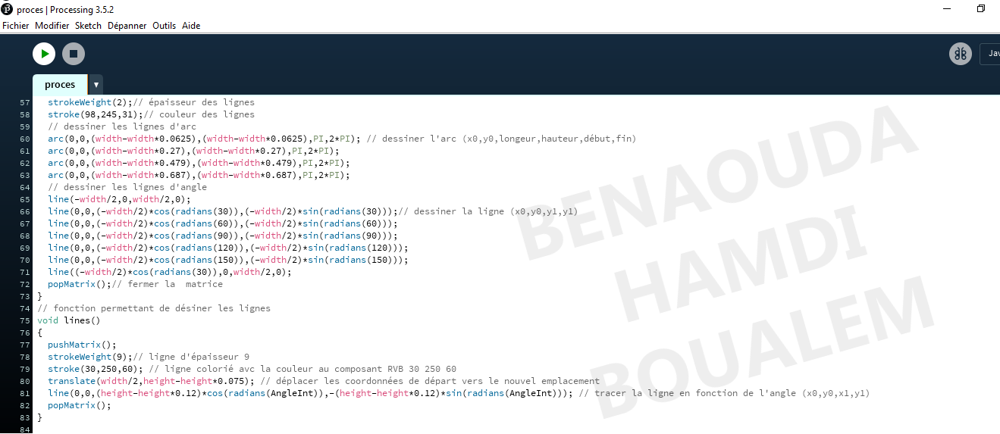 proces | Processing 3.5.2
Fichier Modifier Sketch Dépanner Outils Aide
Jav
proces ▼
57 strokeWeight(2);// épaisseur des lignes
58 stroke(98,245,31);// couleur des lignes
59 // dessiner les lignes d'arc
60 arc(0,0,(width-width*0.0625),(width-width*0.0625),PI,2*PI); // dessiner l'arc (x0,y0,longeur,hauteur,début,fin)
61 arc(0,0,(width-width*0.27),(width-width*0.27),PI,2*PI);
62 arc(0,0,(width-width*0.479),(width-width*0.479),PI,2*PI);
63 arc(0,0,(width-width*0.687),(width-width*0.687),PI,2*PI);
64 // dessiner les lignes d'angle
65 line(-width/2,0,width/2,0);
66 line(0,0,(-width/2)*cos(radians(30)),(-width/2)*sin(radians(30)));// dessiner la ligne (x0,y0,y1,y1)
67 line(0,0,(-width/2)*cos(radians(60)),(-width/2)*sin(radians(60)));
68 line(0,0,(-width/2)*cos(radians(90)),(-width/2)*sin(radians(90)));
69 line(0,0,(-width/2)*cos(radians(120)),(-width/2)*sin(radians(120)));
70 line(0,0,(-width/2)*cos(radians(150)),(-width/2)*sin(radians(150)));
71 line((-width/2)*cos(radians(30)),0,width/2,0);
72 popMatrix();// fermer la  matrice
73 }
74 // fonction permettant de désiner les lignes
75 void lines()
76 {
77 pushMatrix();
78 strokeWeight(9);// ligne d'épaisseur 9
79 stroke(30,250,60); // ligne colorié avc la couleur au composant RVB 30 250 60
80 translate(width/2,height-height*0.075); // déplacer les coordonnées de départ vers le nouvel emplacement
81 line(0,0,(height-height*0.12)*cos(radians(AngleInt)),-(height-height*0.12)*sin(radians(AngleInt))); // tracer la ligne en fonction de l'angle (x0,y0,x1,y1)
82 popMatrix();
83 }
84
BENAOUDA
HAMDI
BOUALEM